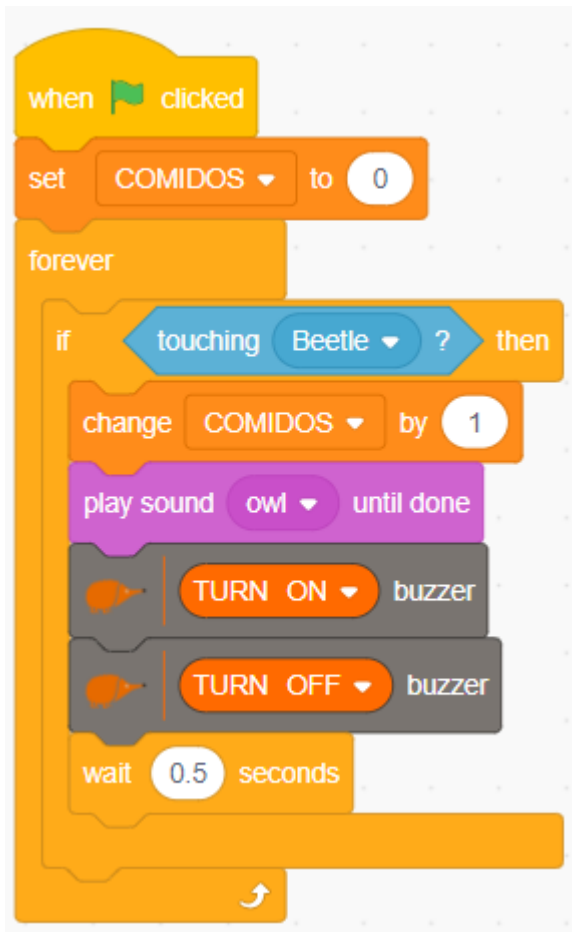 when clicked
set COMIDOS to 0
forever
if touching Beetle ? then
change COMIDOS by 1
play sound owl until done
TURN ON buzzer
TURN OFF buzzer
wait 0.5 seconds